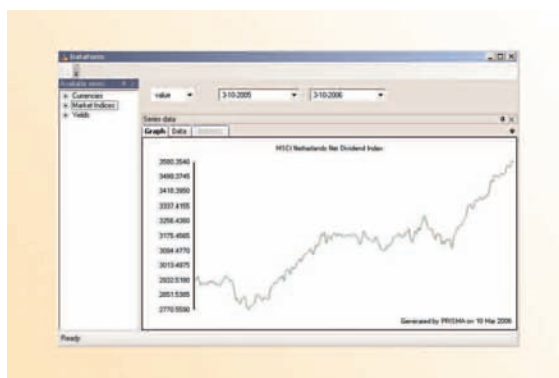 Available series
Currencies
Market Indices
Yields
value
3-10-2005
3-10-2006
Series data
Graph Data
MSCI Netherlands Net Dividend Index
3580.3540
3499.3745
3418.3950
3337.4155
3256.4360
3175.4565
3094.4770
3013.4975
2932.5180
2851.5385
2770.5590
Generated by PRISMA on 10 Mar 2006
Ready